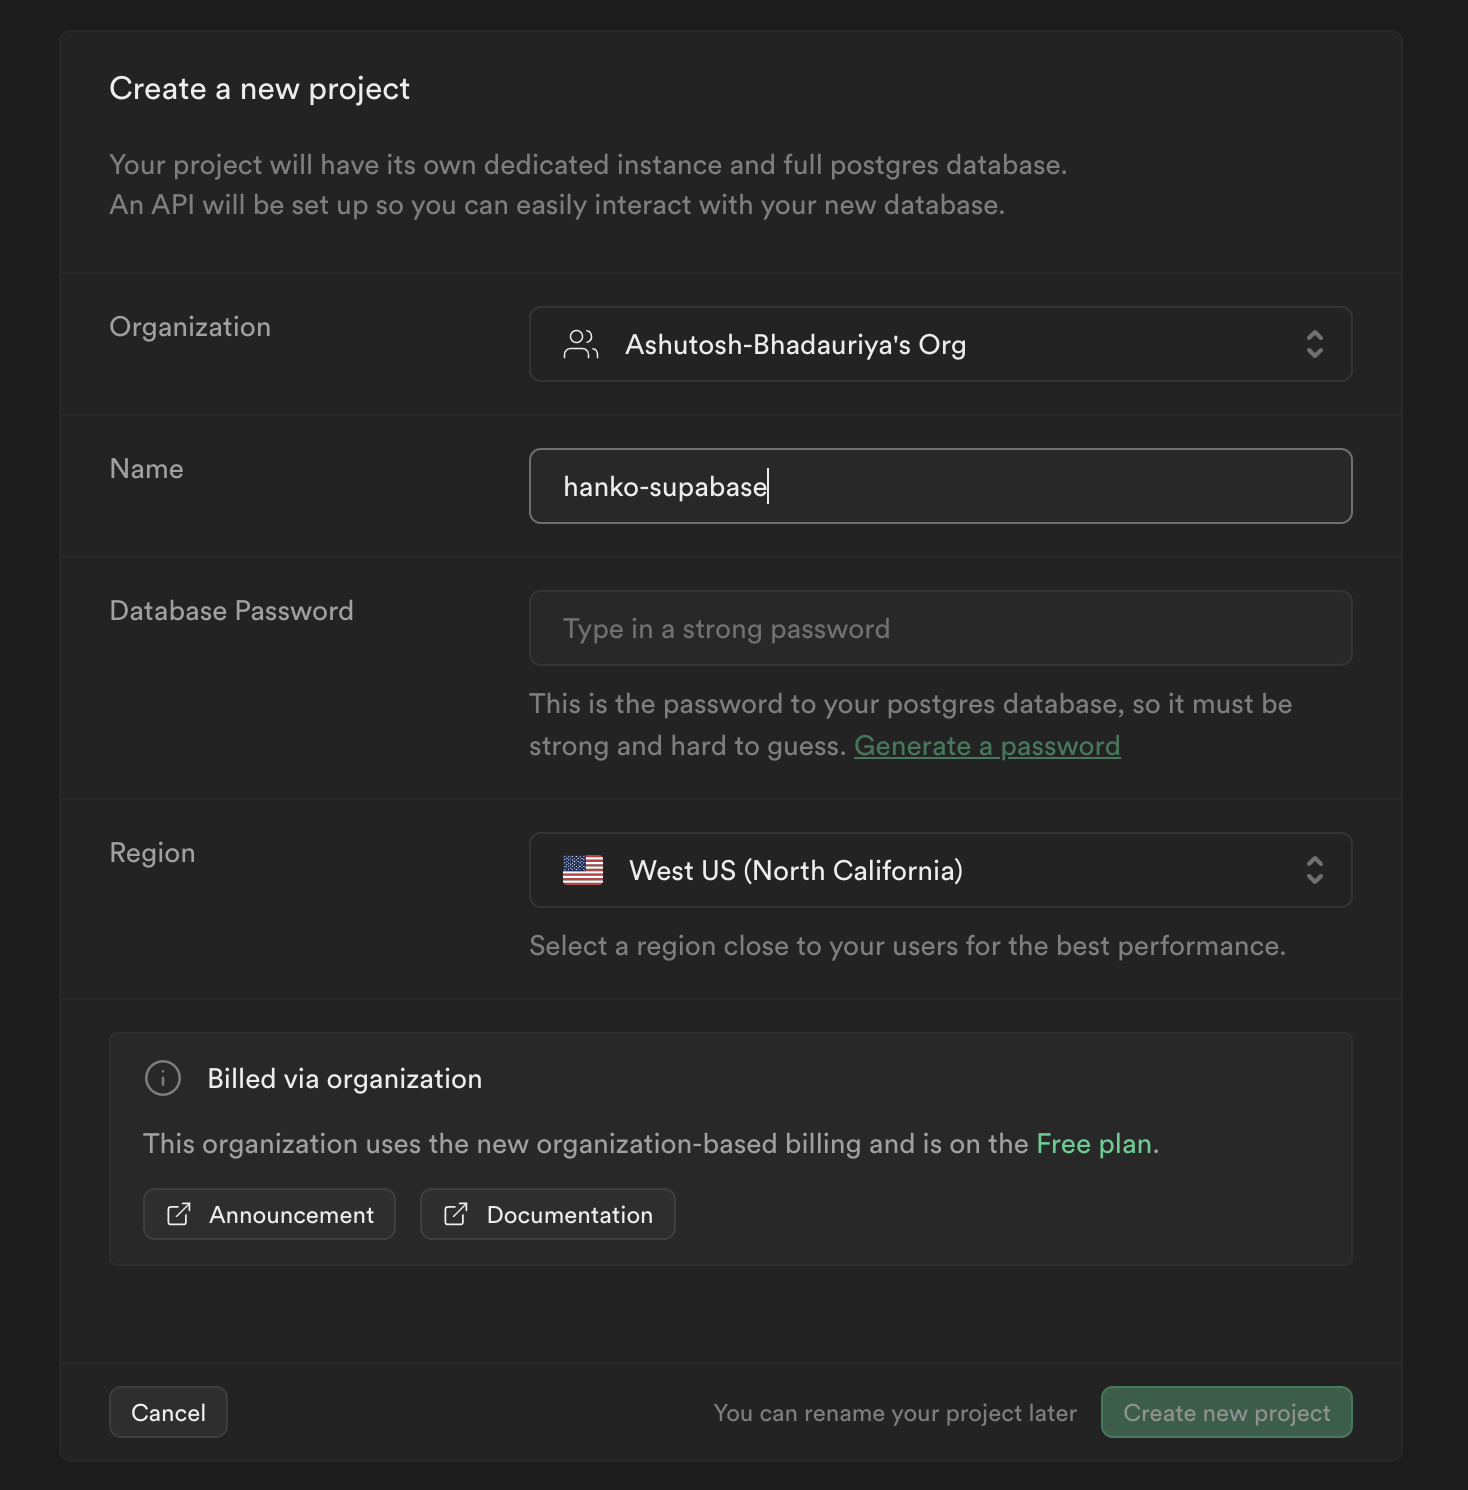 Create a new project
Your project will have its own dedicated instance and full postgres database.
An API will be set up so you can easily interact with your new database.
Organization
Ashutosh-Bhadauriya's Org
Name
hanko-supabase
Database Password
Type in a strong password
This is the password to your postgres database, so it must be
strong and hard to guess. Generate a password
Region
West US (North California)
Select a region close to your users for the best performance.
Billed via organization
This organization uses the new organization-based billing and is on the Free plan.
Announcement
Documentation
Cancel
You can rename your project later
Create new project